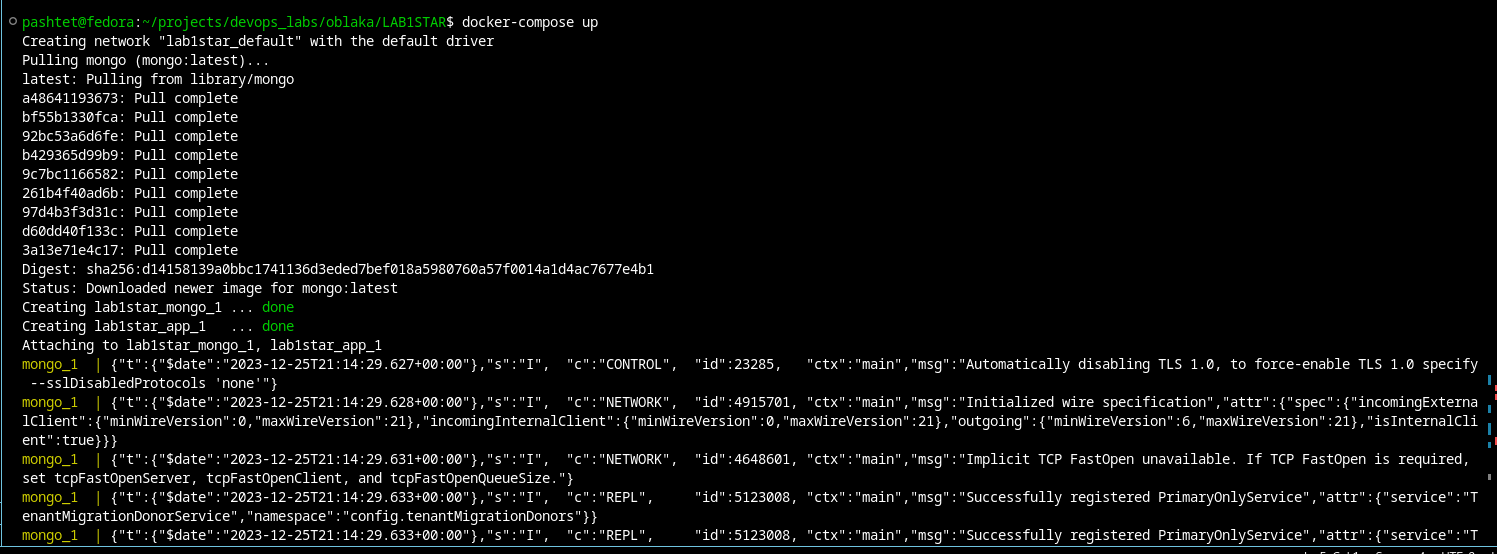 pashtet@fedora:~/projects/devops_labs/oblaka/LAB1STAR$ docker-compose up
Creating network "lab1star_default" with the default driver
Pulling mongo (mongo:latest)...
latest: Pulling from library/mongo
a48641193673: Pull complete
bf55b1330fca: Pull complete
92bc53a6d6fe: Pull complete
b429365d99b9: Pull complete
9c7bc1166582: Pull complete
261b4f40ad6b: Pull complete
97d4b3f3d31c: Pull complete
d60dd40f133c: Pull complete
3a13e71e4c17: Pull complete
Digest: sha256:d14158139a0bbc1741136d3eded7bef018a5980760a57f0014a1d4ac7677e4b1
Status: Downloaded newer image for mongo:latest
Creating lab1star_mongo_1 ... done
Creating lab1star_app_1   ... done
Attaching to lab1star_mongo_1, lab1star_app_1
mongo_1  | {"t":{"$date":"2023-12-25T21:14:29.627+00:00"},"s":"I",  "c":"CONTROL",  "id":23285,   "ctx":"main","msg":"Automatically disabling TLS 1.0, to force-enable TLS 1.0 specify
 --sslDisabledProtocols 'none'"}
mongo_1  | {"t":{"$date":"2023-12-25T21:14:29.628+00:00"},"s":"I",  "c":"NETWORK",  "id":4915701, "ctx":"main","msg":"Initialized wire specification","attr":{"spec":{"incomingExterna
lClient":{"minWireVersion":0,"maxWireVersion":21},"incomingInternalClient":{"minWireVersion":0,"maxWireVersion":21},"outgoing":{"minWireVersion":6,"maxWireVersion":21},"isInternalCli
ent":true}}}
mongo_1  | {"t":{"$date":"2023-12-25T21:14:29.631+00:00"},"s":"I",  "c":"NETWORK",  "id":4648601, "ctx":"main","msg":"Implicit TCP FastOpen unavailable. If TCP FastOpen is required,
set tcpFastOpenServer, tcpFastOpenClient, and tcpFastOpenQueueSize."}
mongo_1  | {"t":{"$date":"2023-12-25T21:14:29.633+00:00"},"s":"I",  "c":"REPL",     "id":5123008, "ctx":"main","msg":"Successfully registered PrimaryOnlyService","attr":{"service":"T
enantMigrationDonorService","namespace":"config.tenantMigrationDonors"}}
mongo_1  | {"t":{"$date":"2023-12-25T21:14:29.633+00:00"},"s":"I",  "c":"REPL",     "id":5123008, "ctx":"main","msg":"Successfully registered PrimaryOnlyService","attr":{"service":"T